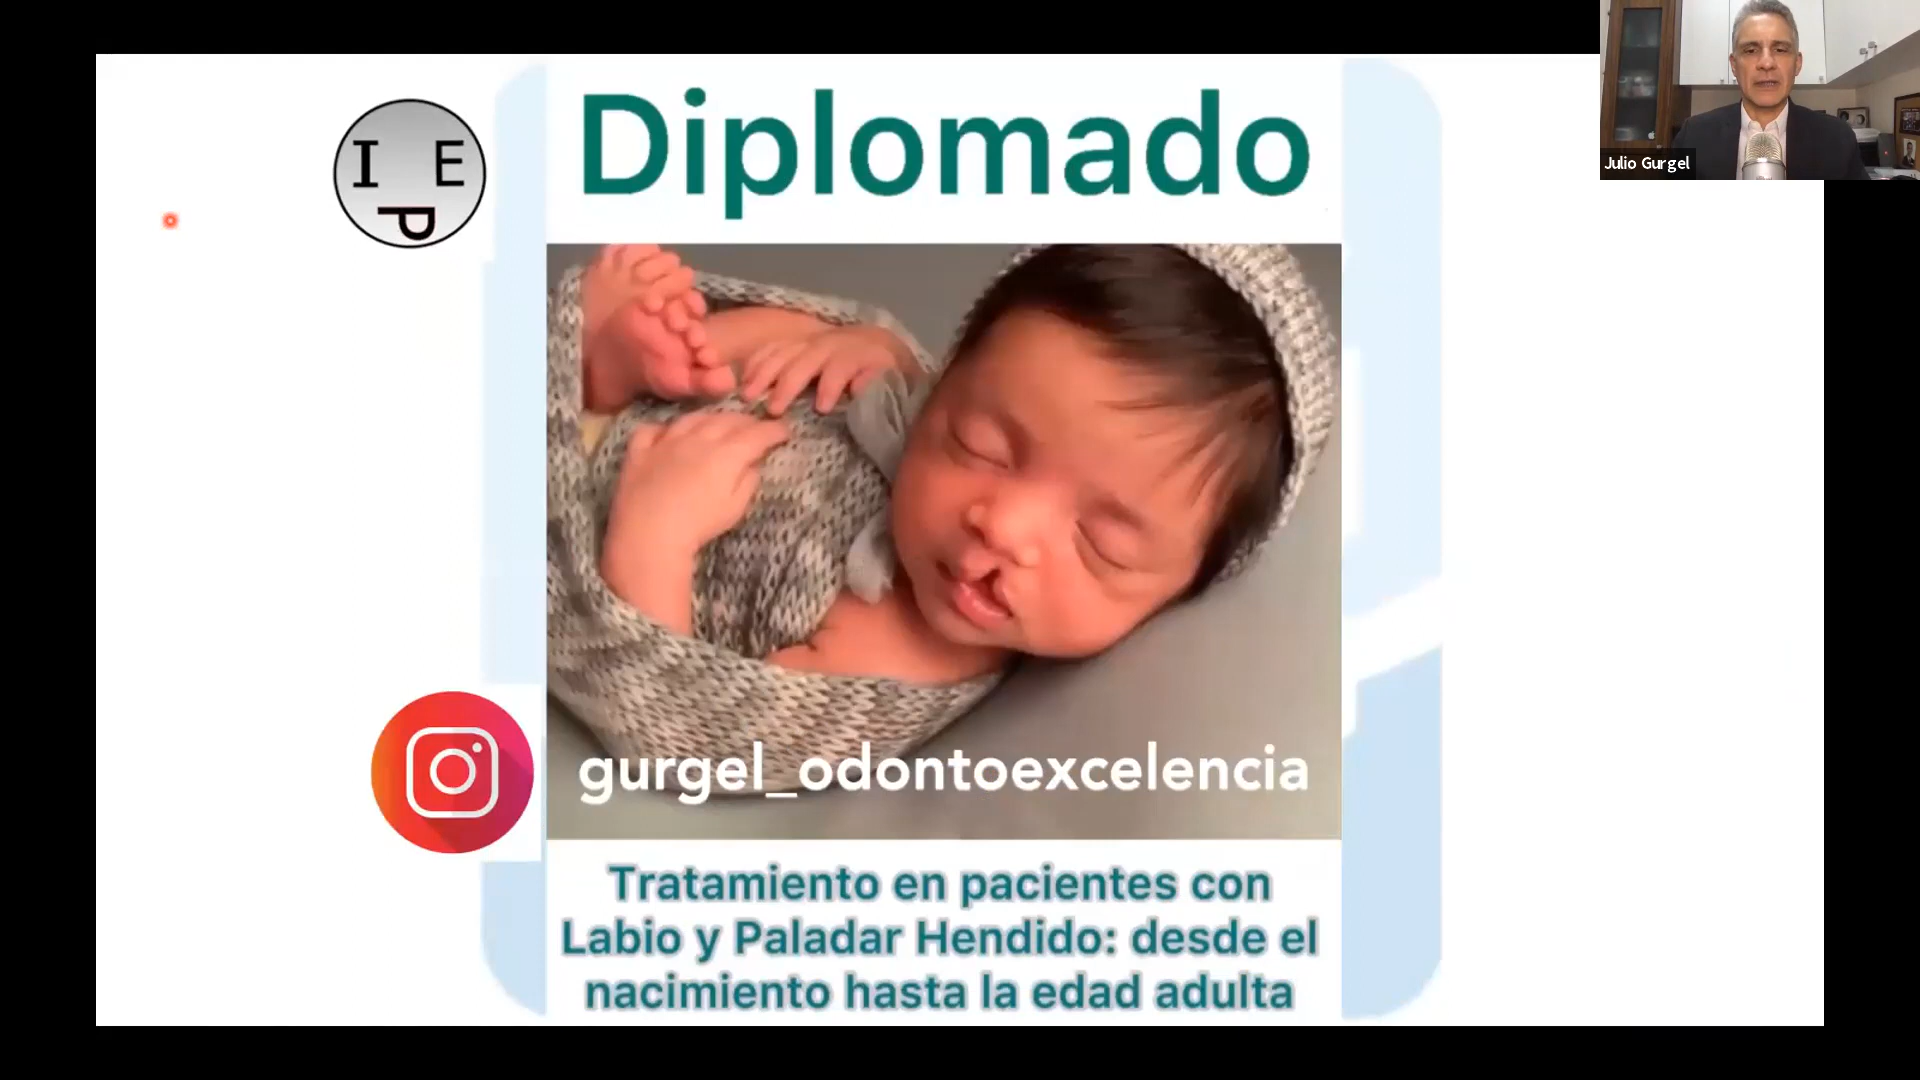 Diplomado
I E
P
Julio Gurgel
gurgel_odontoexcelencia
Tratamiento en pacientes con
Labio y Paladar Hendido: desde el
nacimiento hasta la edad adulta